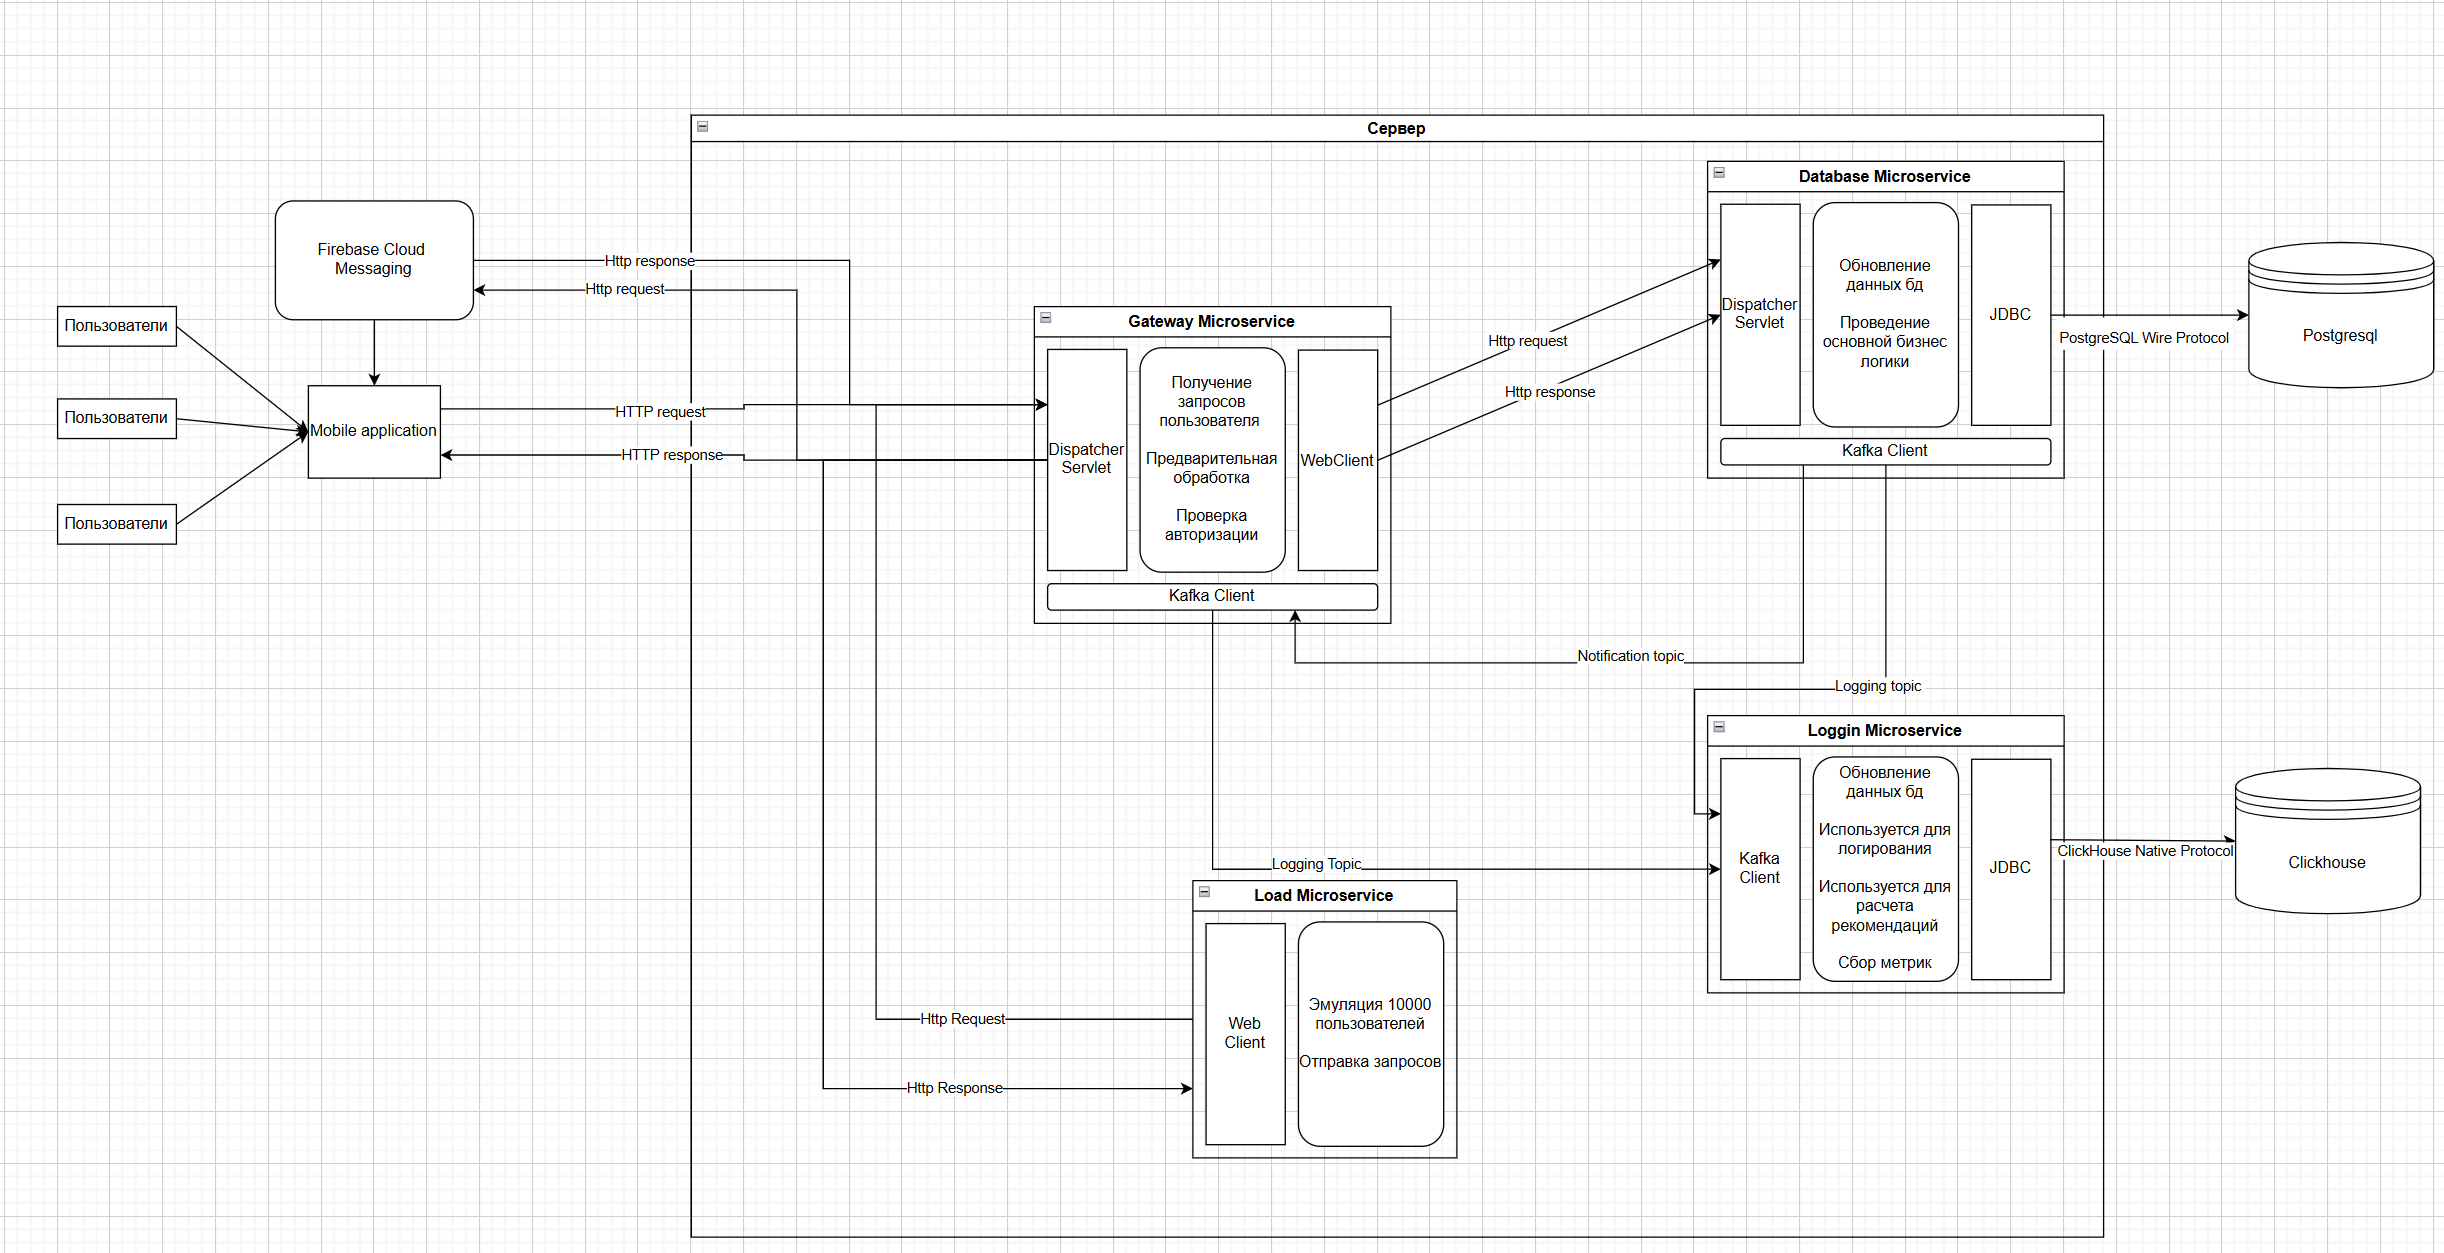 Сервер
Database Microservice
Dispatcher
Servlet
Обновление
данных бд
Проведение
основной бизнес
логики
JDBC
Kafka Client
PostgreSQL Wire Protocol
Postgresql
Firebase Cloud
Messaging
Http response
Http request
Пользователи
Пользователи
Пользователи
Mobile application
HTTP request
HTTP response
Gateway Microservice
Dispatcher
Servlet
Получение
запросов
пользователя
Предварительная
обработка
Проверка
авторизации
WebClient
Kafka Client
Http request
Http response
Notification topic
Logging topic
Loggin Microservice
Kafka
Client
Обновление
данных бд
Используется для
логирования
Используется для
расчета
рекомендаций
Сбор метрик
JDBC
ClickHouse Native Protocol
Clickhouse
Logging Topic
Load Microservice
Web
Client
Эмуляция 10000
пользователей
Отправка запросов
Http Request
Http Response